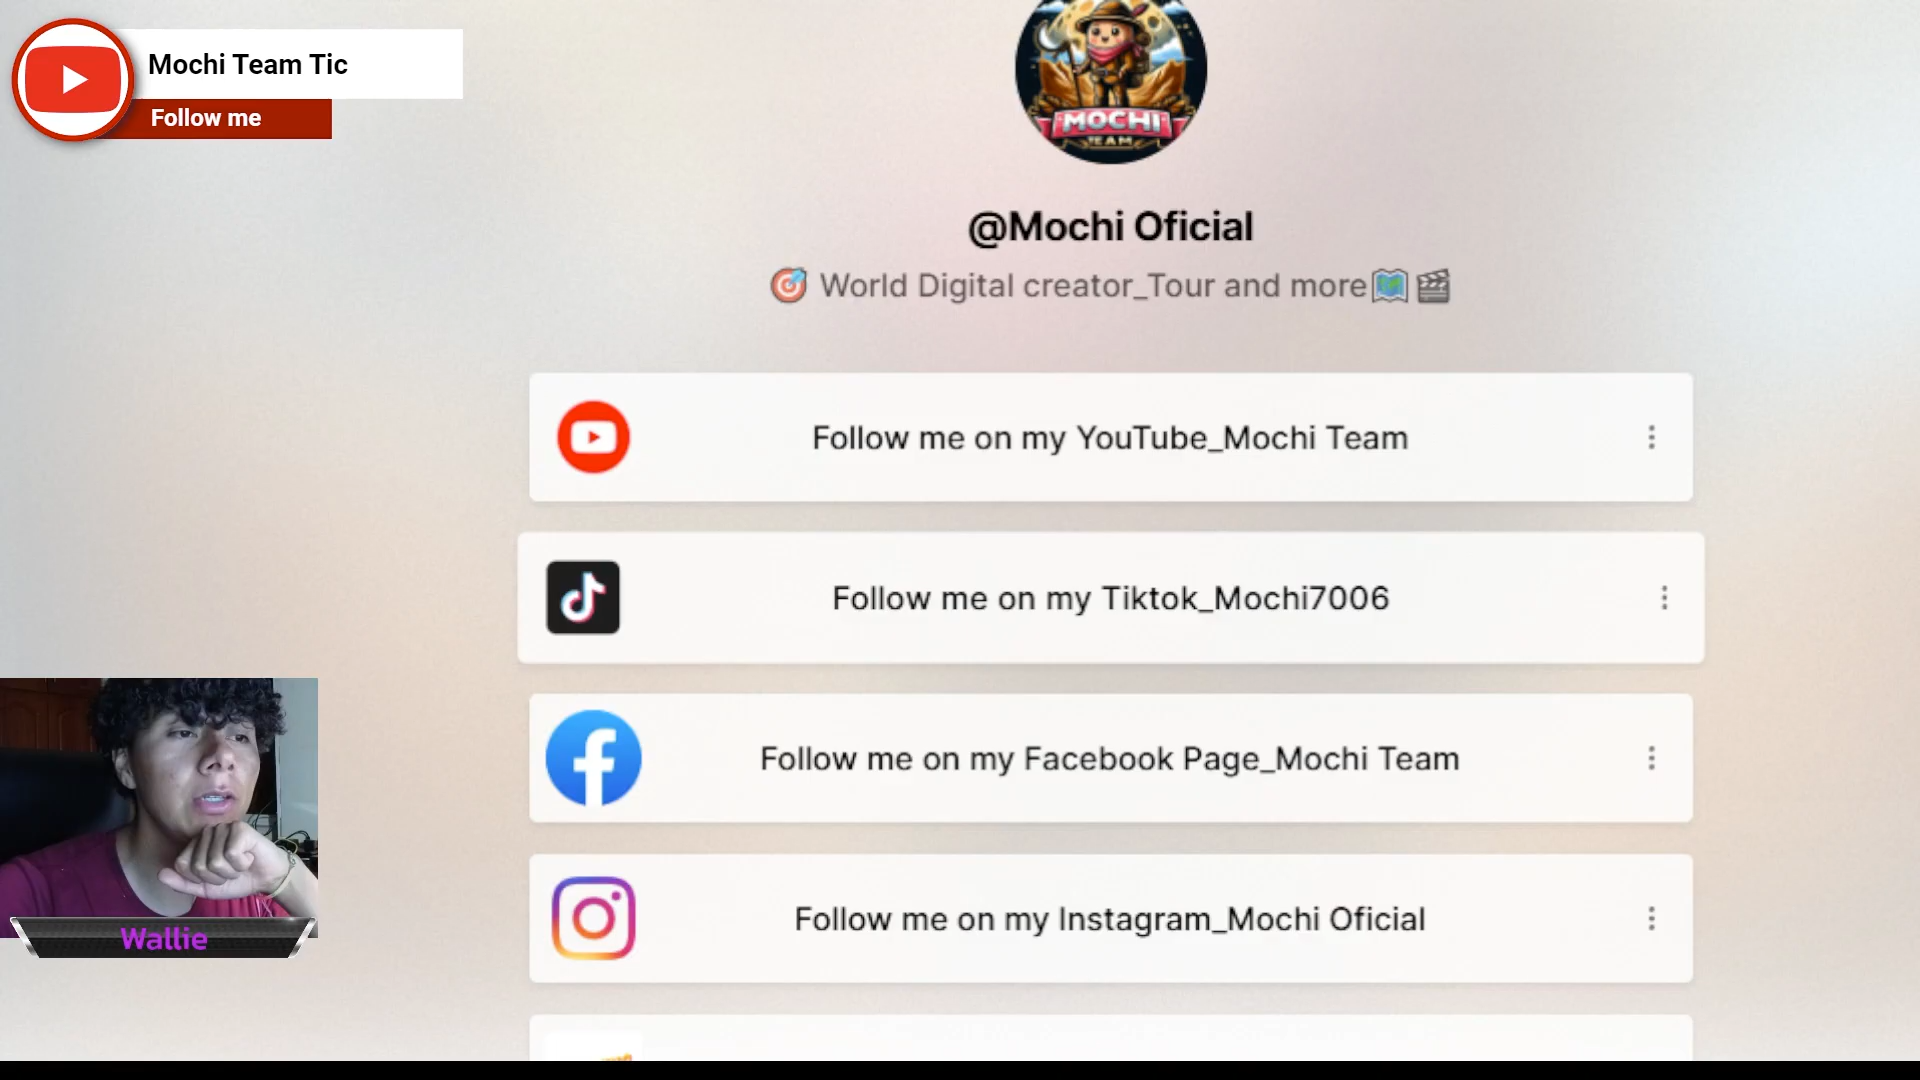 Mochi Team Tic
Follow me
MOCHI
TEAM
@Mochi Oficial
World Digital creator_Tour and more
Follow me on my YouTube_Mochi Team
Follow me on my Tiktok_Mochi7006
Follow me on my Facebook Page_Mochi Team
Follow me on my Instagram_Mochi Oficial
Wallie